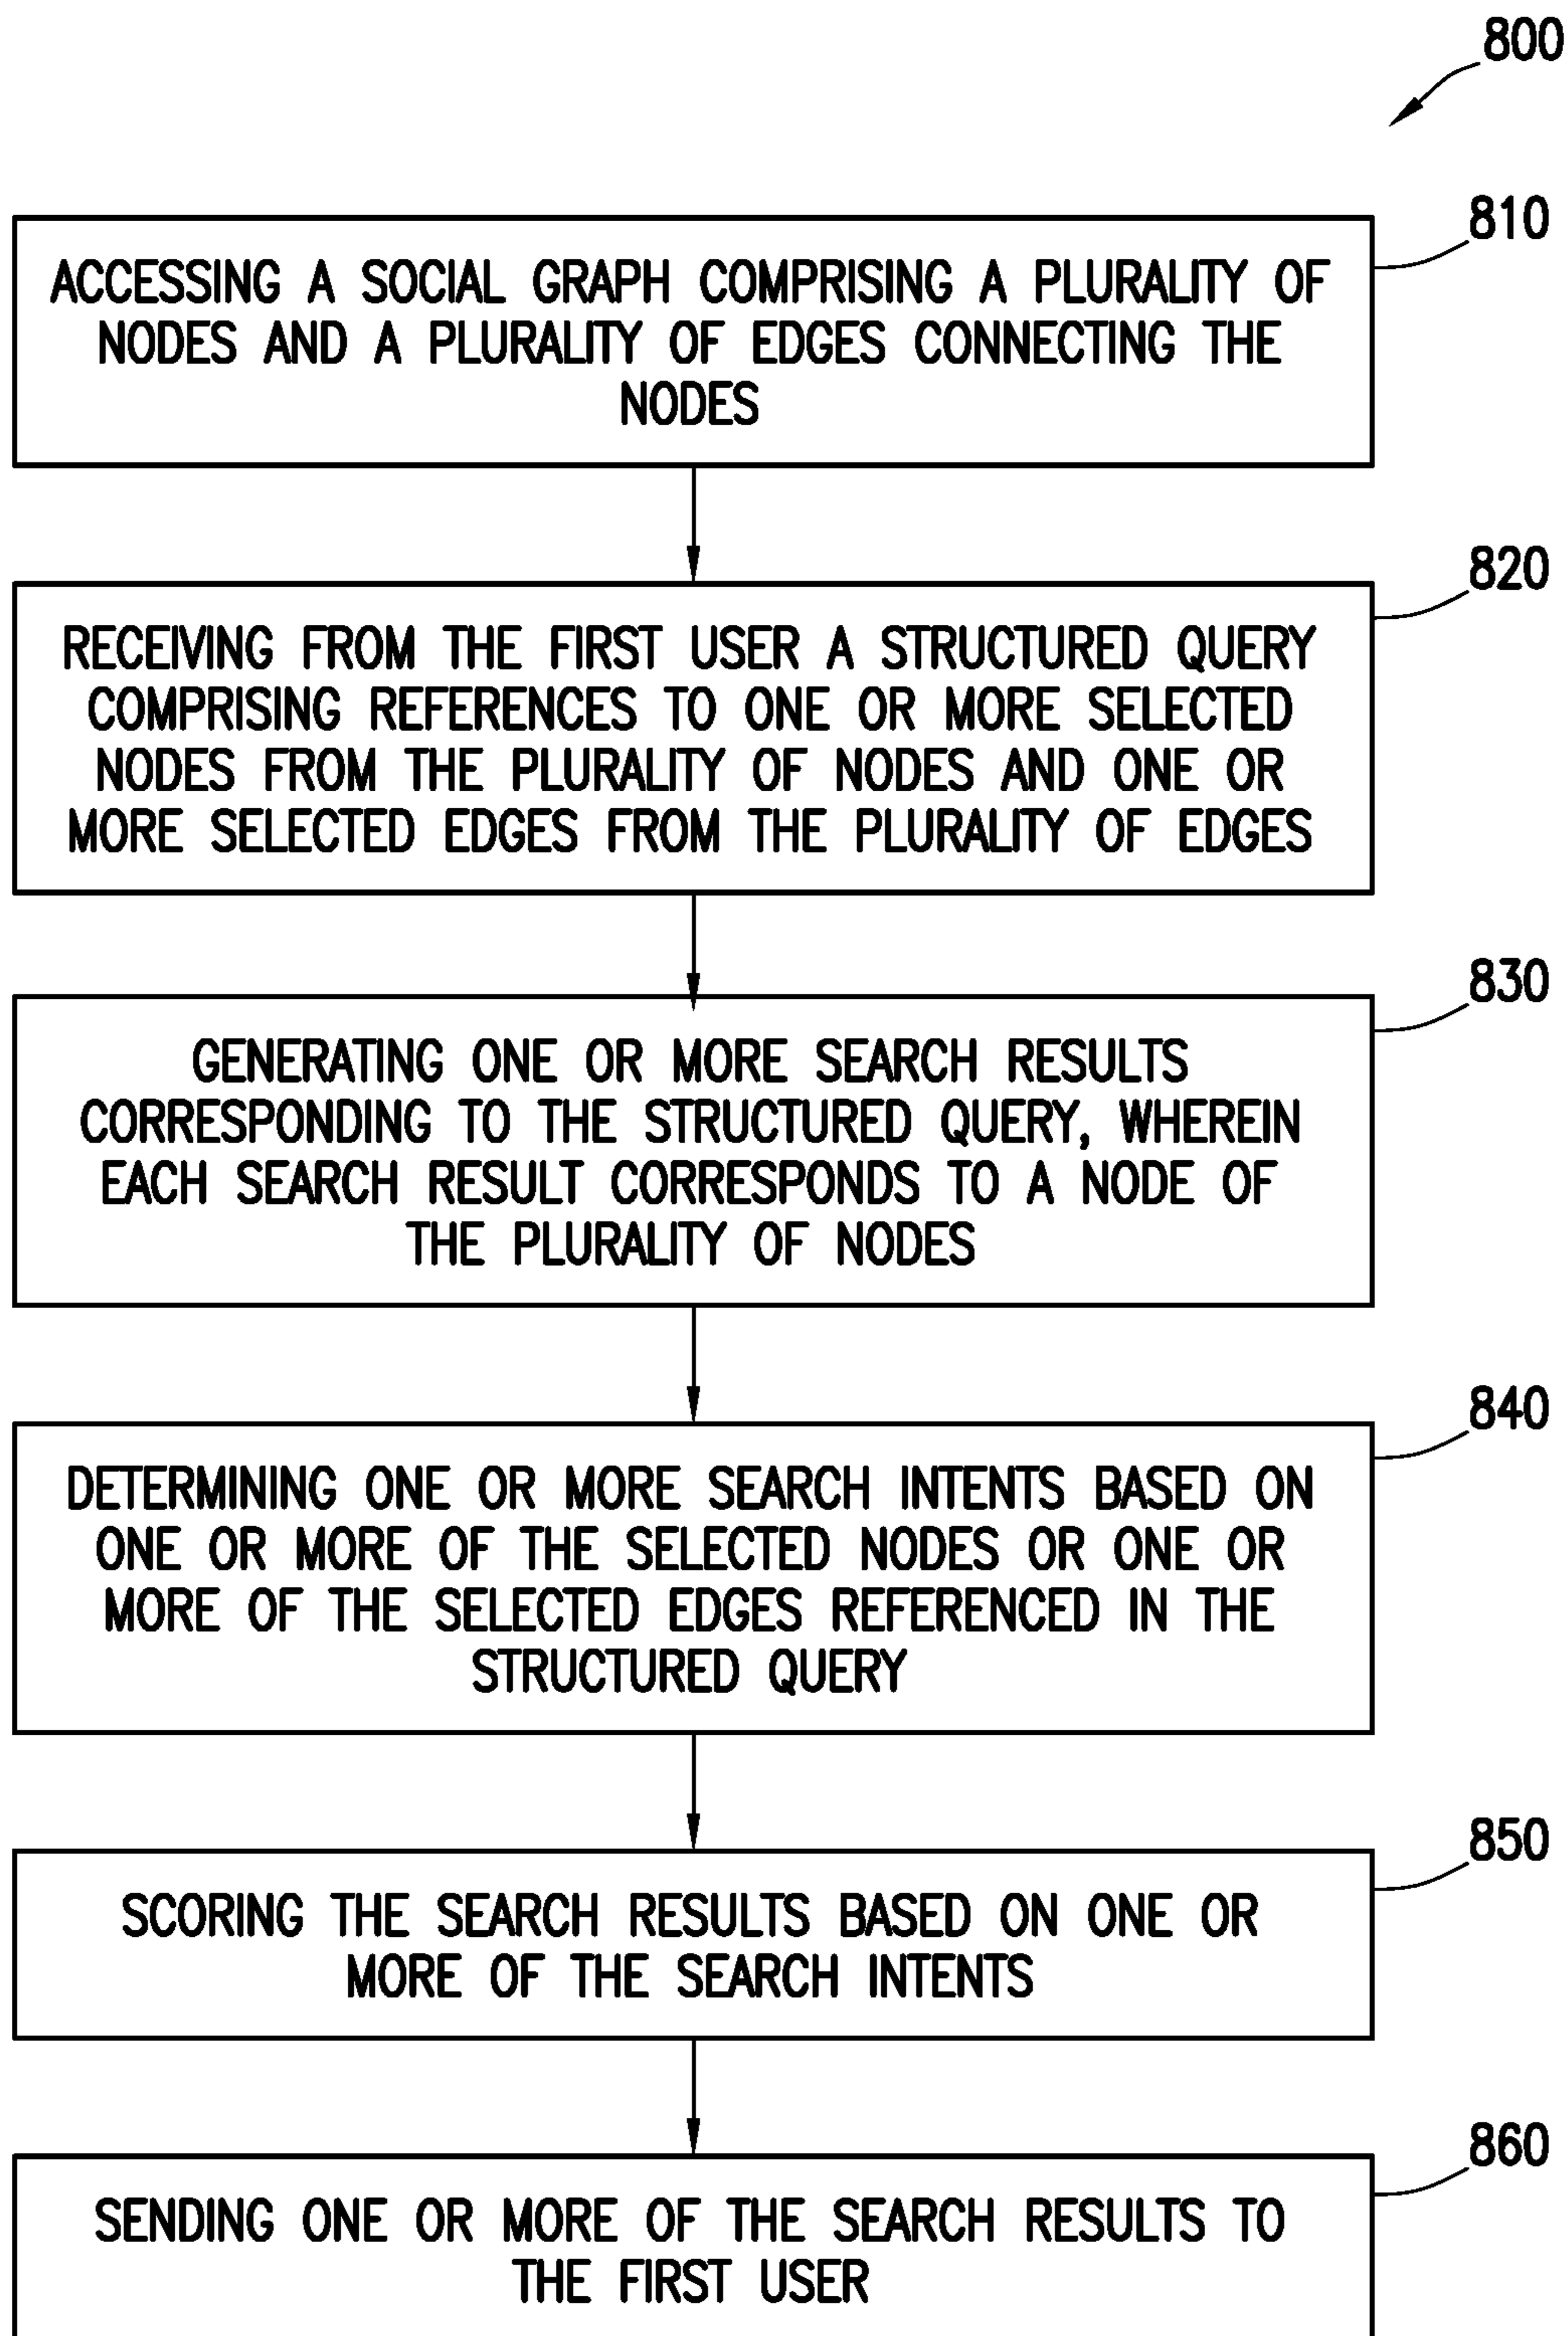 800
810
ACCESSING A SOCIAL GRAPH COMPRISING A PLURALITY OF
NODES AND A PLURALITY OF EDGES CONNECTING THE
NODES
820
RECEIVING FROM THE FIRST USER A STRUCTURED QUERY
COMPRISING REFERENCES TO ONE OR MORE SELECTED
NODES FROM THE PLURALITY OF NODES AND ONE OR
MORE SELECTED EDGES FROM THE PLURALITY OF EDGES
830
GENERATING ONE OR MORE SEARCH RESULTS
CORRESPONDING TO THE STRUCTURED QUERY, WHEREIN
EACH SEARCH RESULT CORRESPONDS TO A NODE OF
THE PLURALITY OF NODES
840
DETERMINING ONE OR MORE SEARCH INTENTS BASED ON
ONE OR MORE OF THE SELECTED NODES OR ONE OR
MORE OF THE SELECTED EDGES REFERENCED IN THE
STRUCTURED QUERY
850
SCORING THE SEARCH RESULTS BASED ON ONE OR
MORE OF THE SEARCH INTENTS
860
SENDING ONE OR MORE OF THE SEARCH RESULTS TO
THE FIRST USER